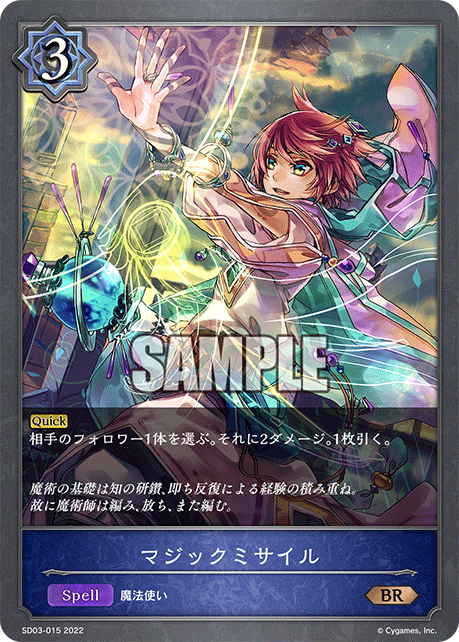 3
SAMPLE
Quick
相手のフォロワー1体を選ぶ。それに2ダメージ。1枚引く。
魔術の基礎は知の研鑽、即ち反復による経験の積み重ね。
故に魔術師は編み、放ち、また編む。
マジックミサイル
Spell 魔法使い BR
SD03-015 2022 © Cygames, Inc.